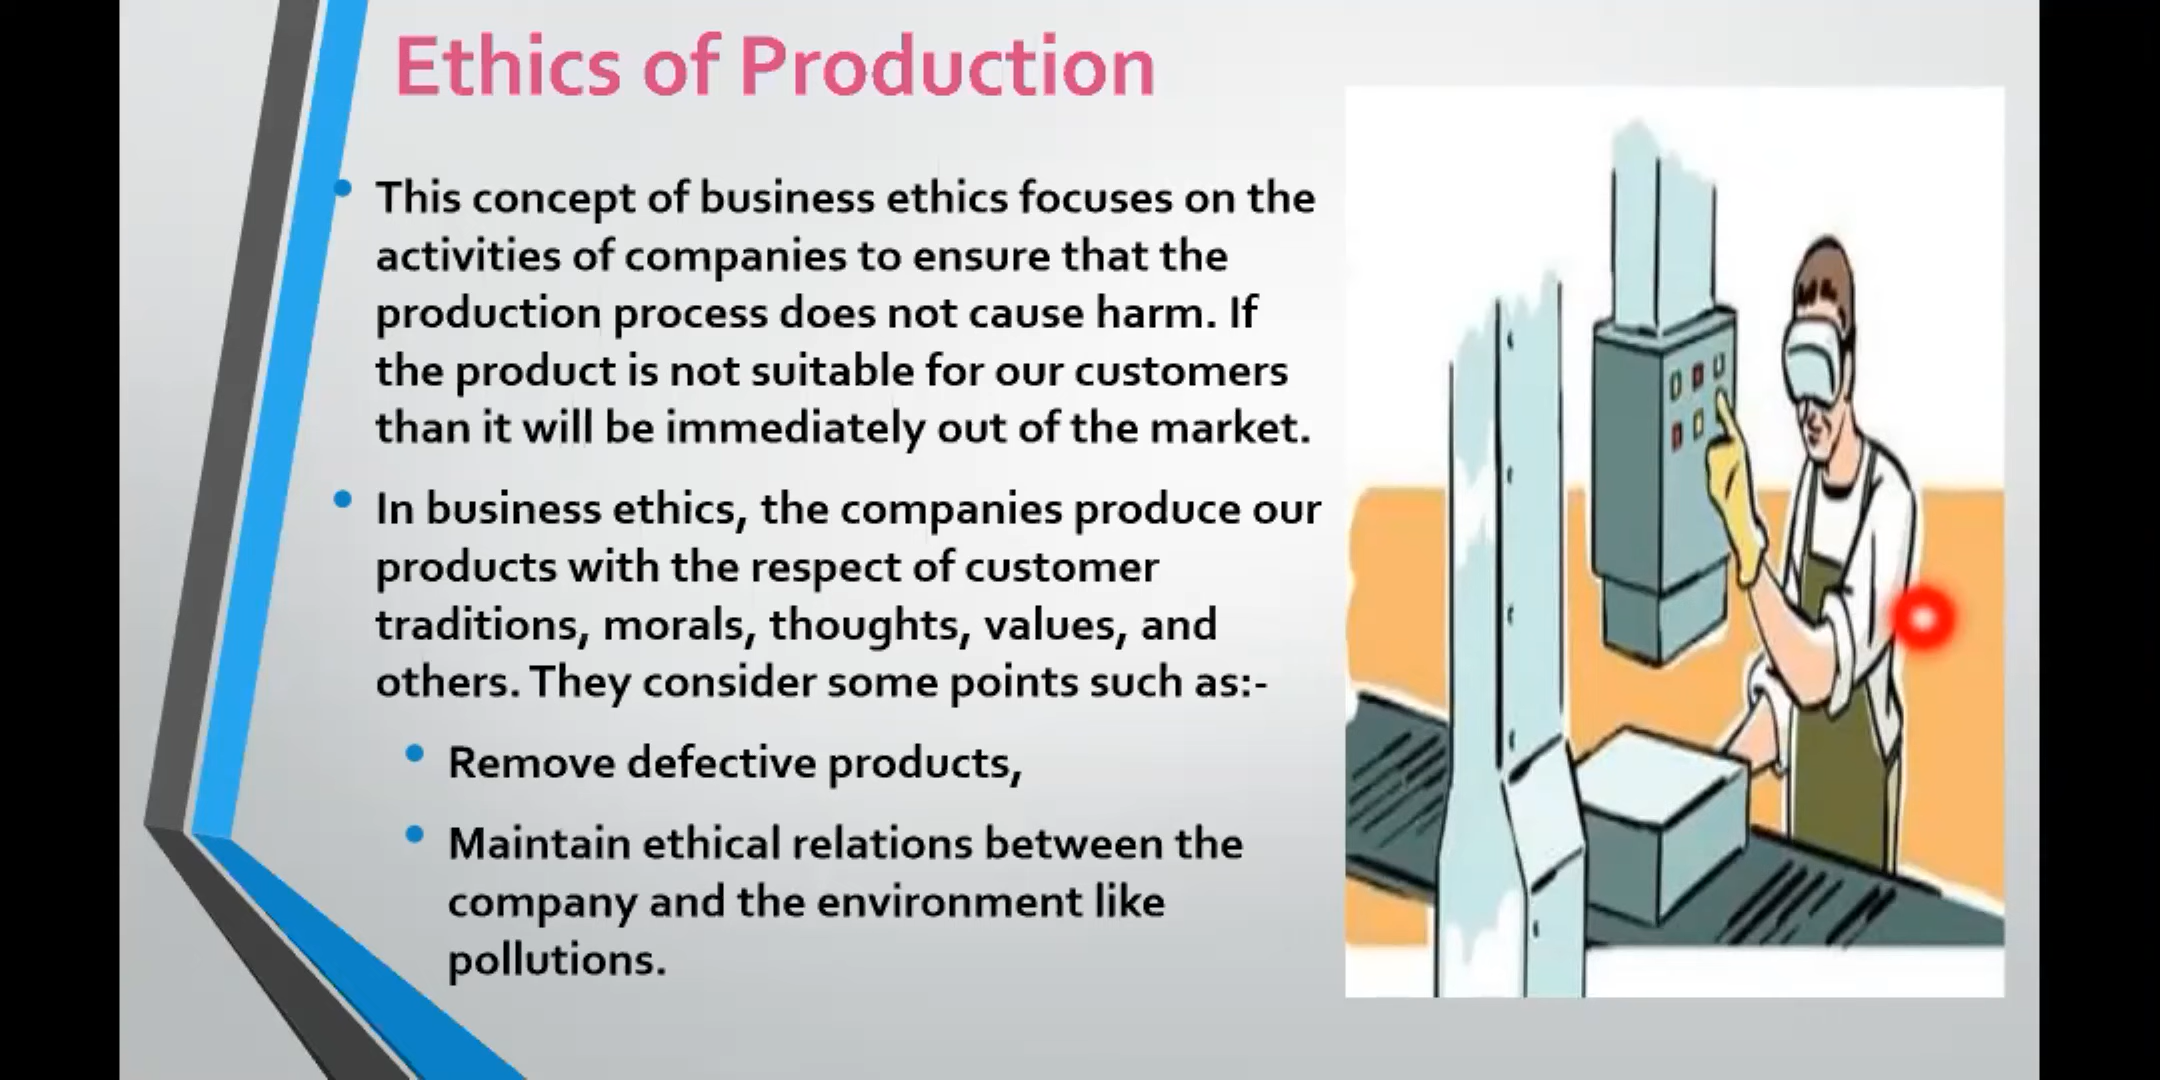 Ethics of Production
This concept of business ethics focuses on the
activities of companies to ensure that the
production process does not cause harm. If
the product is not suitable for our customers
than it will be immediately out of the market.
In business ethics, the companies produce our
products with the respect of customer
traditions, morals, thoughts, values, and
others. They consider some points such as:-
Remove defective products,
Maintain ethical relations between the
company and the environment like
pollutions.